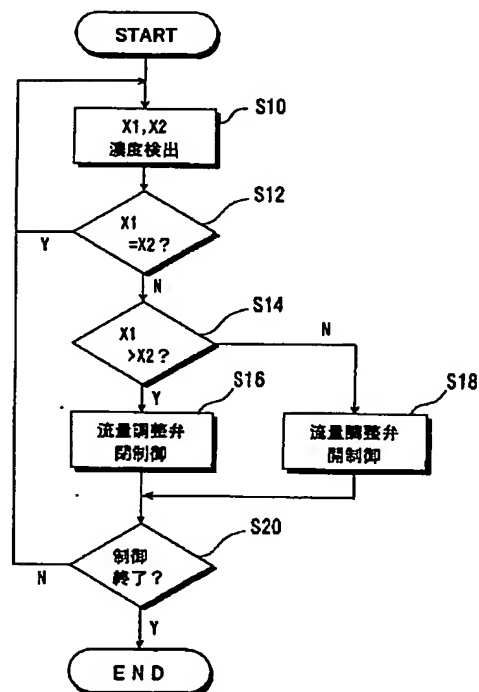 START
S10
X1,X2
濃度検出
S12
X1
=X2?
Y
N
S14
X1
>X2?
N
Y
S16
流量調整弁
閉制御
S18
流量調整弁
開制御
S20
制御
終了?
N
Y
END